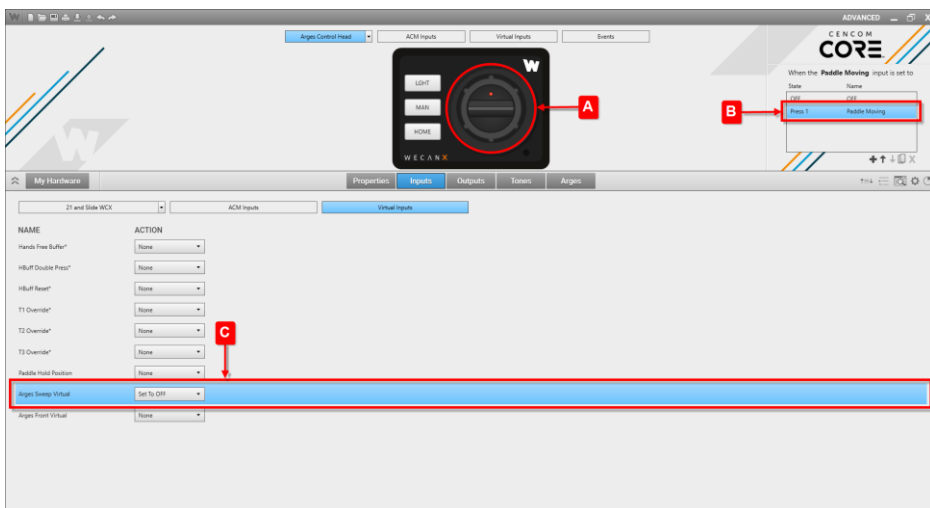 W ADVANCED
Arges Control Head ACM Inputs Virtual Inputs Events
CENCOM
CORE
When the Paddle Moving input is set to
State Name
OFF OFF
Press 1 Paddle Moving
W
LIGHT
MAN
HOME
WECANX
A
B
My Hardware Properties Inputs Outputs Tones Arges
21 and Slide WCX ACM Inputs Virtual Inputs
NAME ACTION
Hands Free Buffer* None
HBuff Double Press* None
HBuff Reset* None
T1 Override* None
T2 Override* None
T3 Override* None
C
Paddle Hold Position None
Arges Sweep Virtual Set To OFF
Arges Front Virtual None